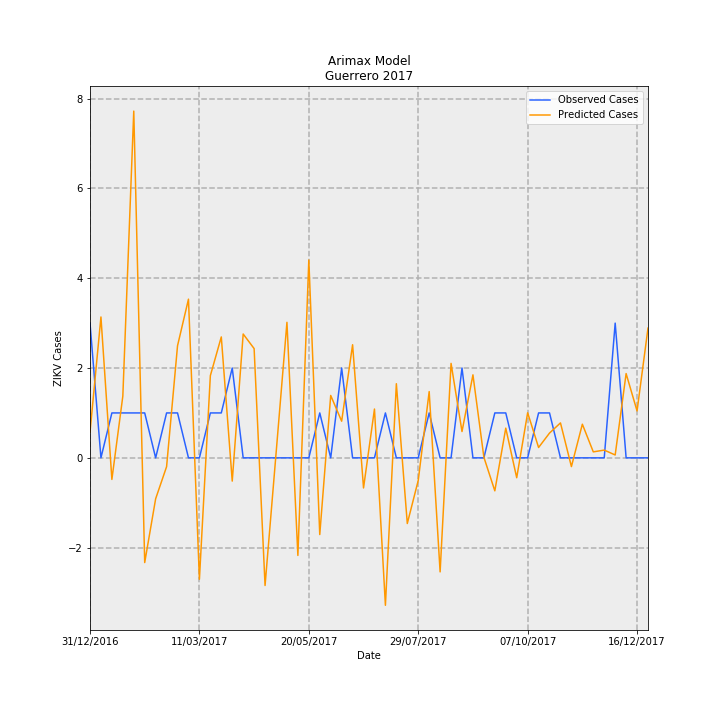 Arimax Model
Guerrero 2017
Observed Cases
Predicted Cases
8
6
4
2
0
−2
ZIKV Cases
31/12/2016 11/03/2017 20/05/2017 29/07/2017 07/10/2017 16/12/2017
Date